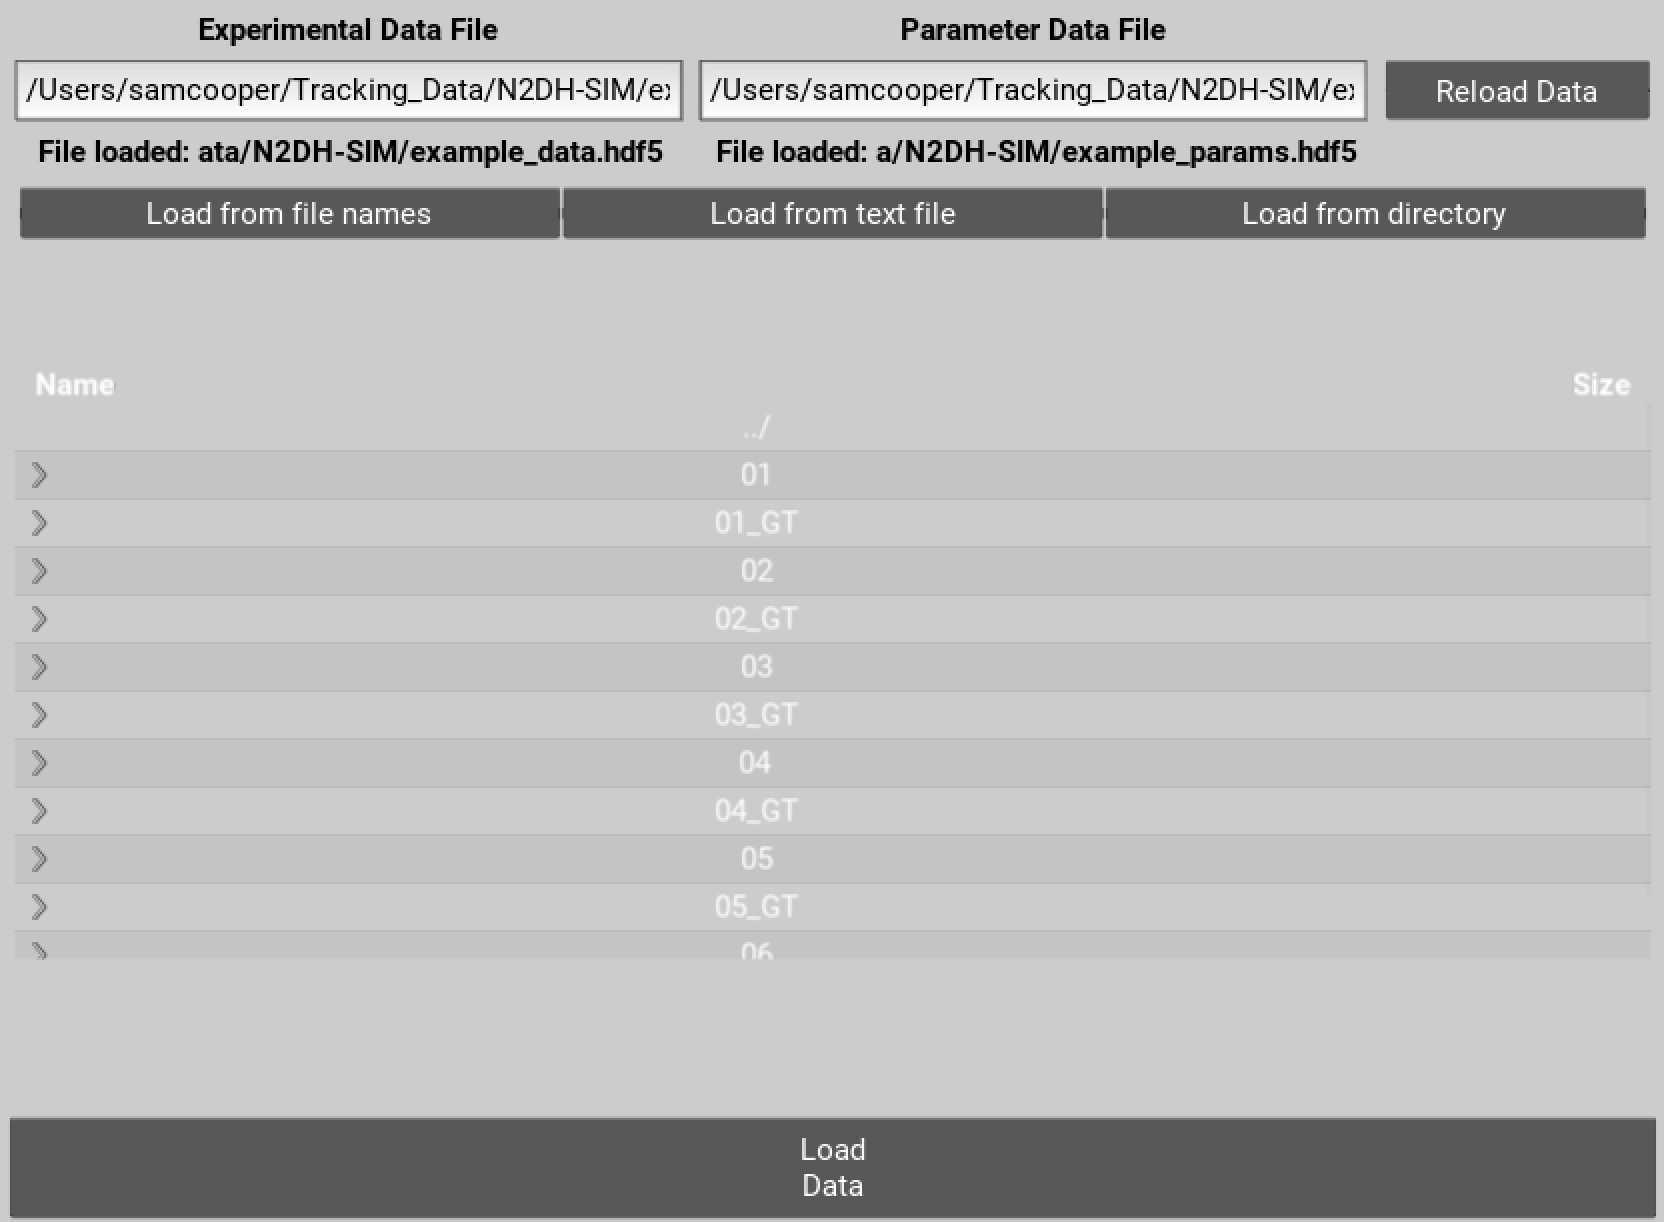 Experimental Data File Parameter Data File
/Users/samcooper/Tracking_Data/N2DH-SIM/ex /Users/samcooper/Tracking_Data/N2DH-SIM/ex Reload Data
File loaded: ata/N2DH-SIM/example_data.hdf5 File loaded: a/N2DH-SIM/example_params.hdf5
Load from file names Load from text file Load from directory
Name Size
../
01
01_GT
02
02_GT
03
03_GT
04
04_GT
05
05_GT
06
Load
Data